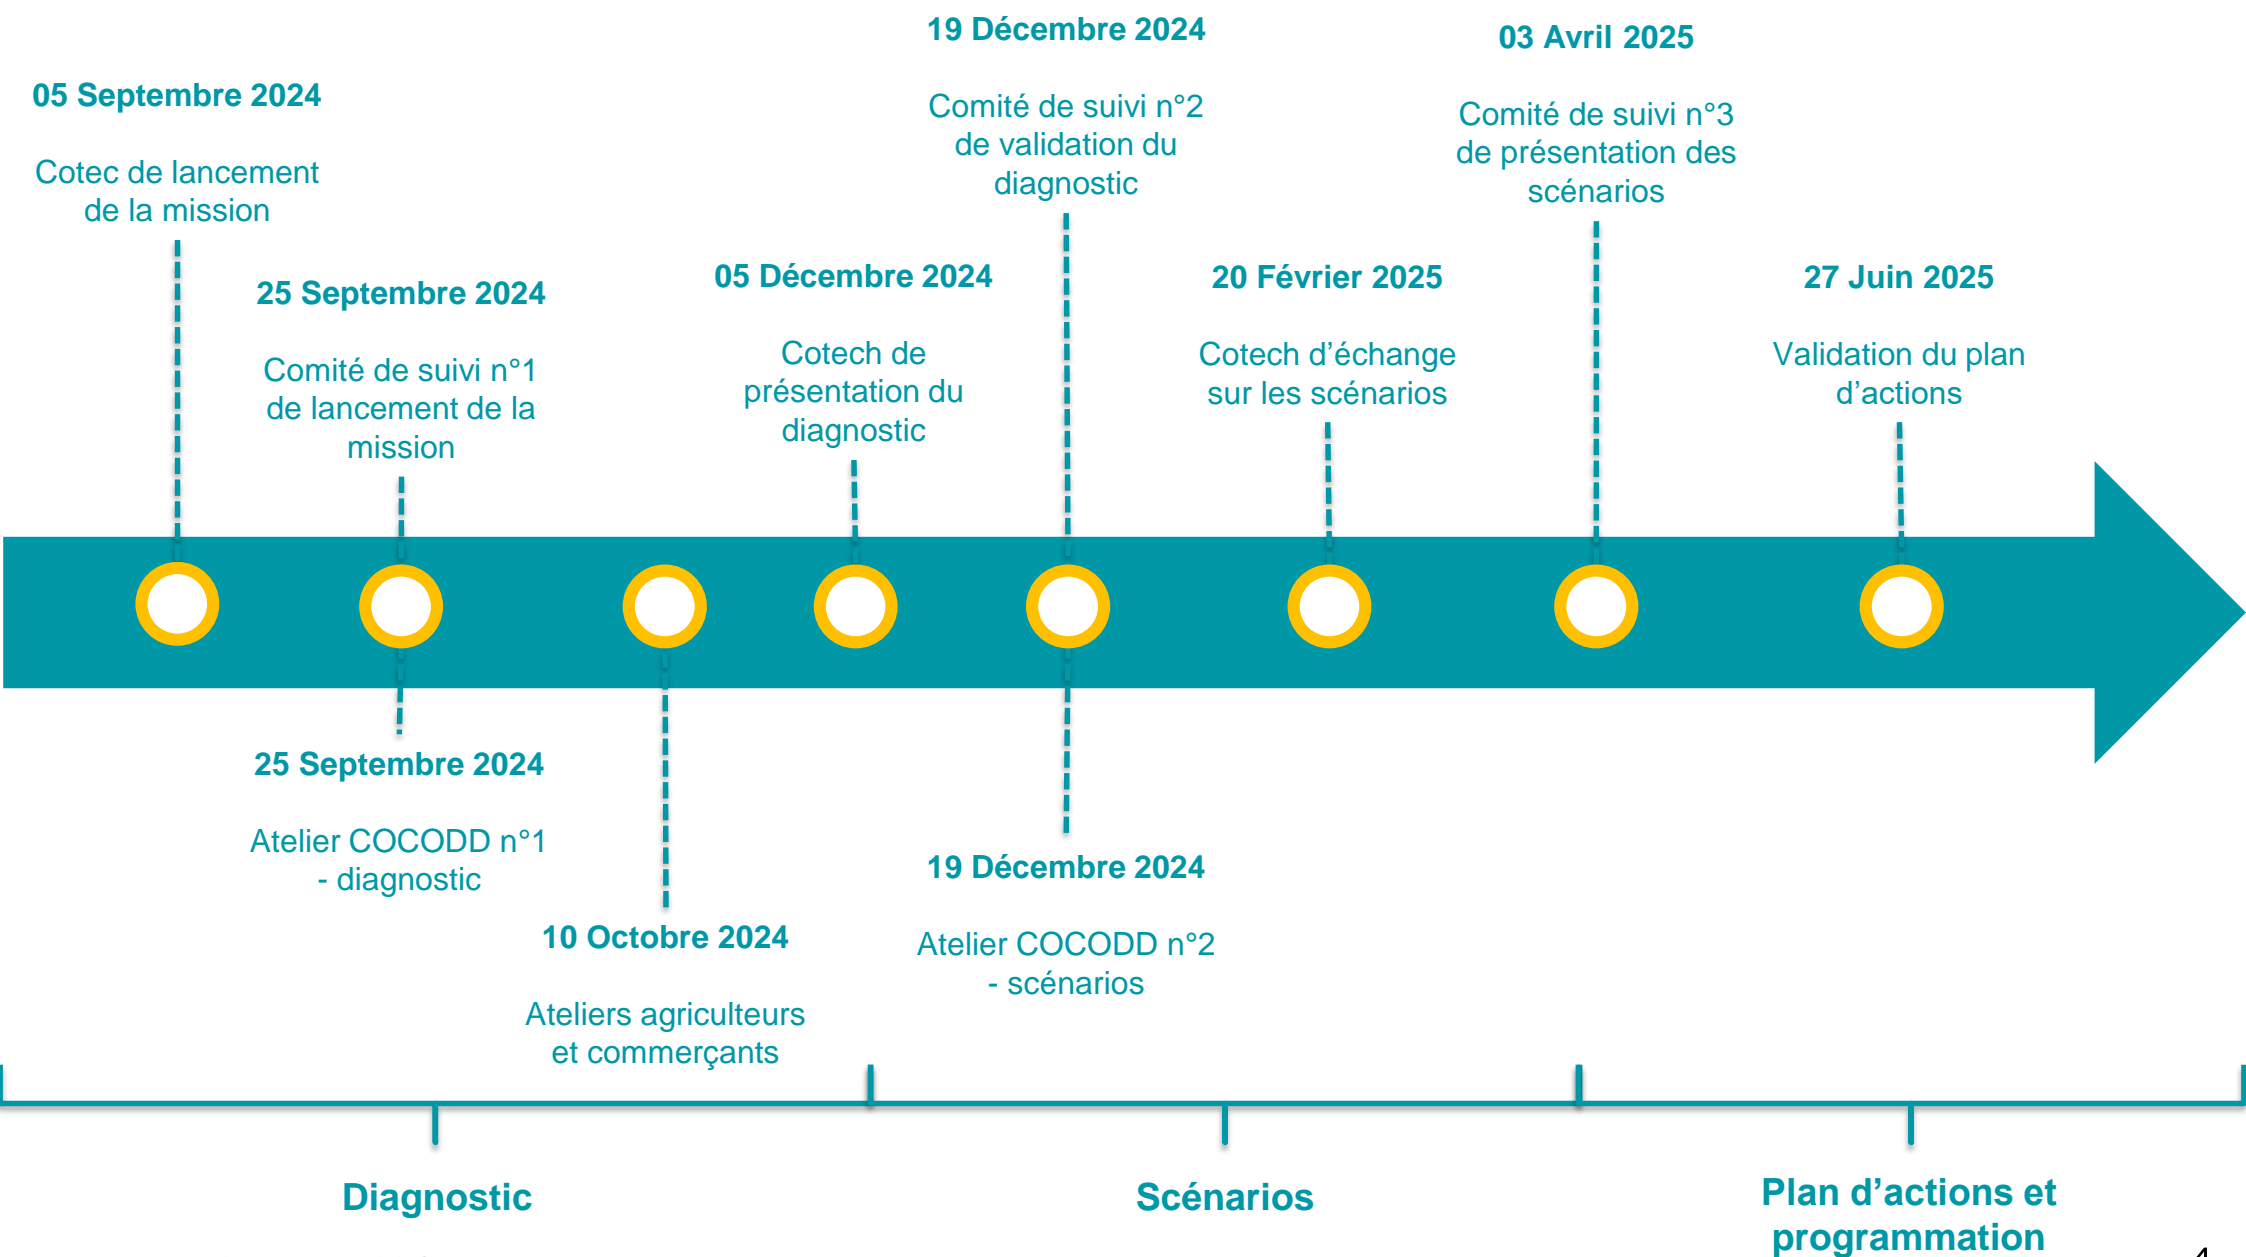 05 Septembre 2024
Cotec de lancement
de la mission
25 Septembre 2024
Comité de suivi n°1
de lancement de la
mission
05 Décembre 2024
Cotech de
présentation du
diagnostic
19 Décembre 2024
Comité de suivi n°2
de validation du
diagnostic
20 Février 2025
Cotech d’échange
sur les scénarios
03 Avril 2025
Comité de suivi n°3
de présentation des
scénarios
27 Juin 2025
Validation du plan
d’actions
25 Septembre 2024
Atelier COCODD n°1
- diagnostic
10 Octobre 2024
Ateliers agriculteurs
et commerçants
19 Décembre 2024
Atelier COCODD n°2
- scénarios
Diagnostic
Scénarios
Plan d’actions et
programmation